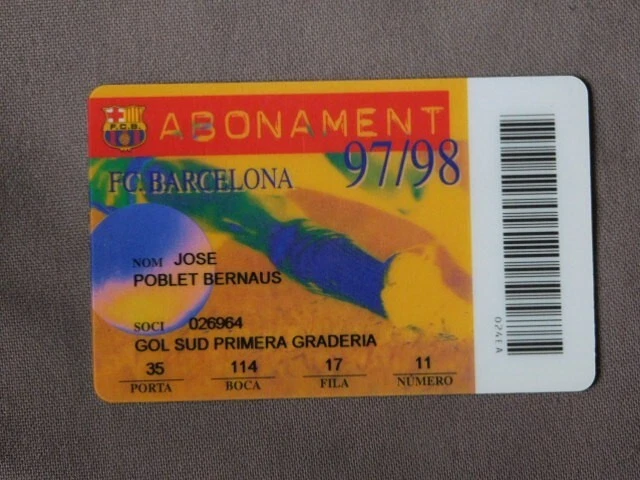 F.C.B.
ABONAMENT
97/98
FC. BARCELONA
NOM JOSE
POBLET BERNAUS
SOCI 026964
GOL SUD PRIMERA GRADERIA
35 114 17 11
PORTA BOCA FILA NÚMERO
0241A